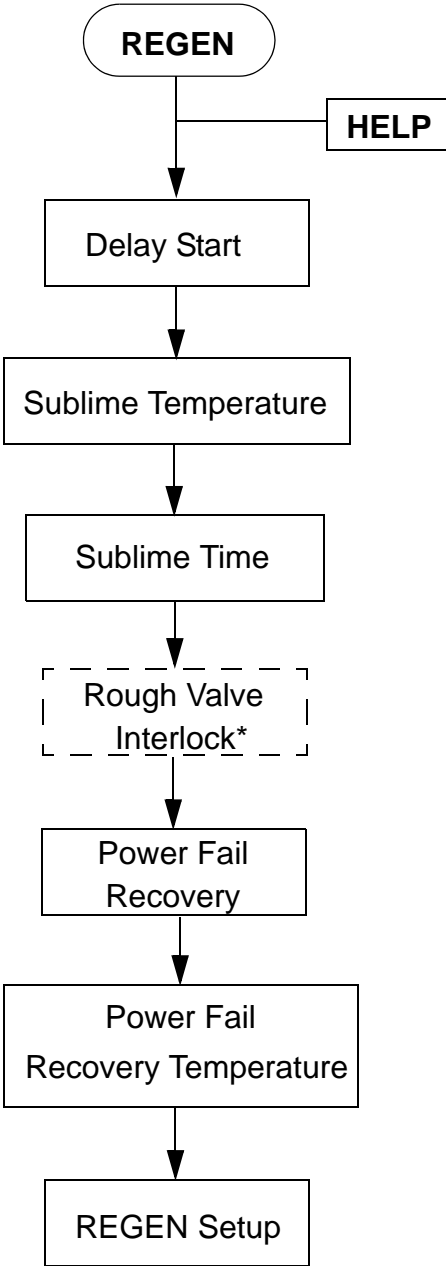 REGEN
HELP
Delay Start
Sublime Temperature
Sublime Time
Rough Valve
Interlock*
Power Fail
Recovery
Power Fail
Recovery Temperature
REGEN Setup